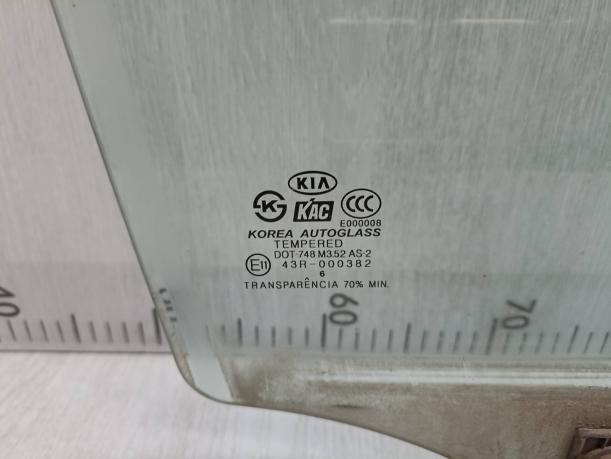 KIA
K KAC CCC
E000008
KOREA AUTOGLASS
TEMPERED
DOT-748 M3.52 AS-2
E11 43R-000382
6
TRANSPARÊNCIA 70% MIN.
40 60 70